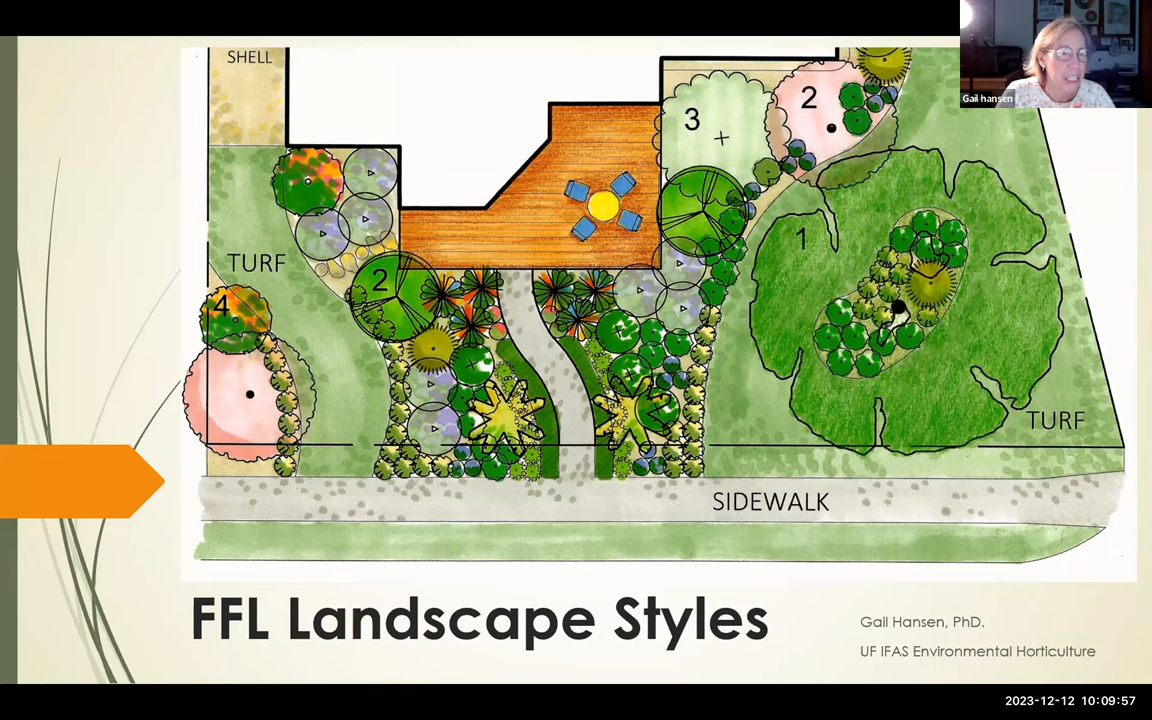 SHELL
Gail hansen
3
2
TURF
1
2
4
TURF
SIDEWALK
FFL Landscape Styles
Gail Hansen, PhD.
UF IFAS Environmental Horticulture
2023-12-12 10:09:57